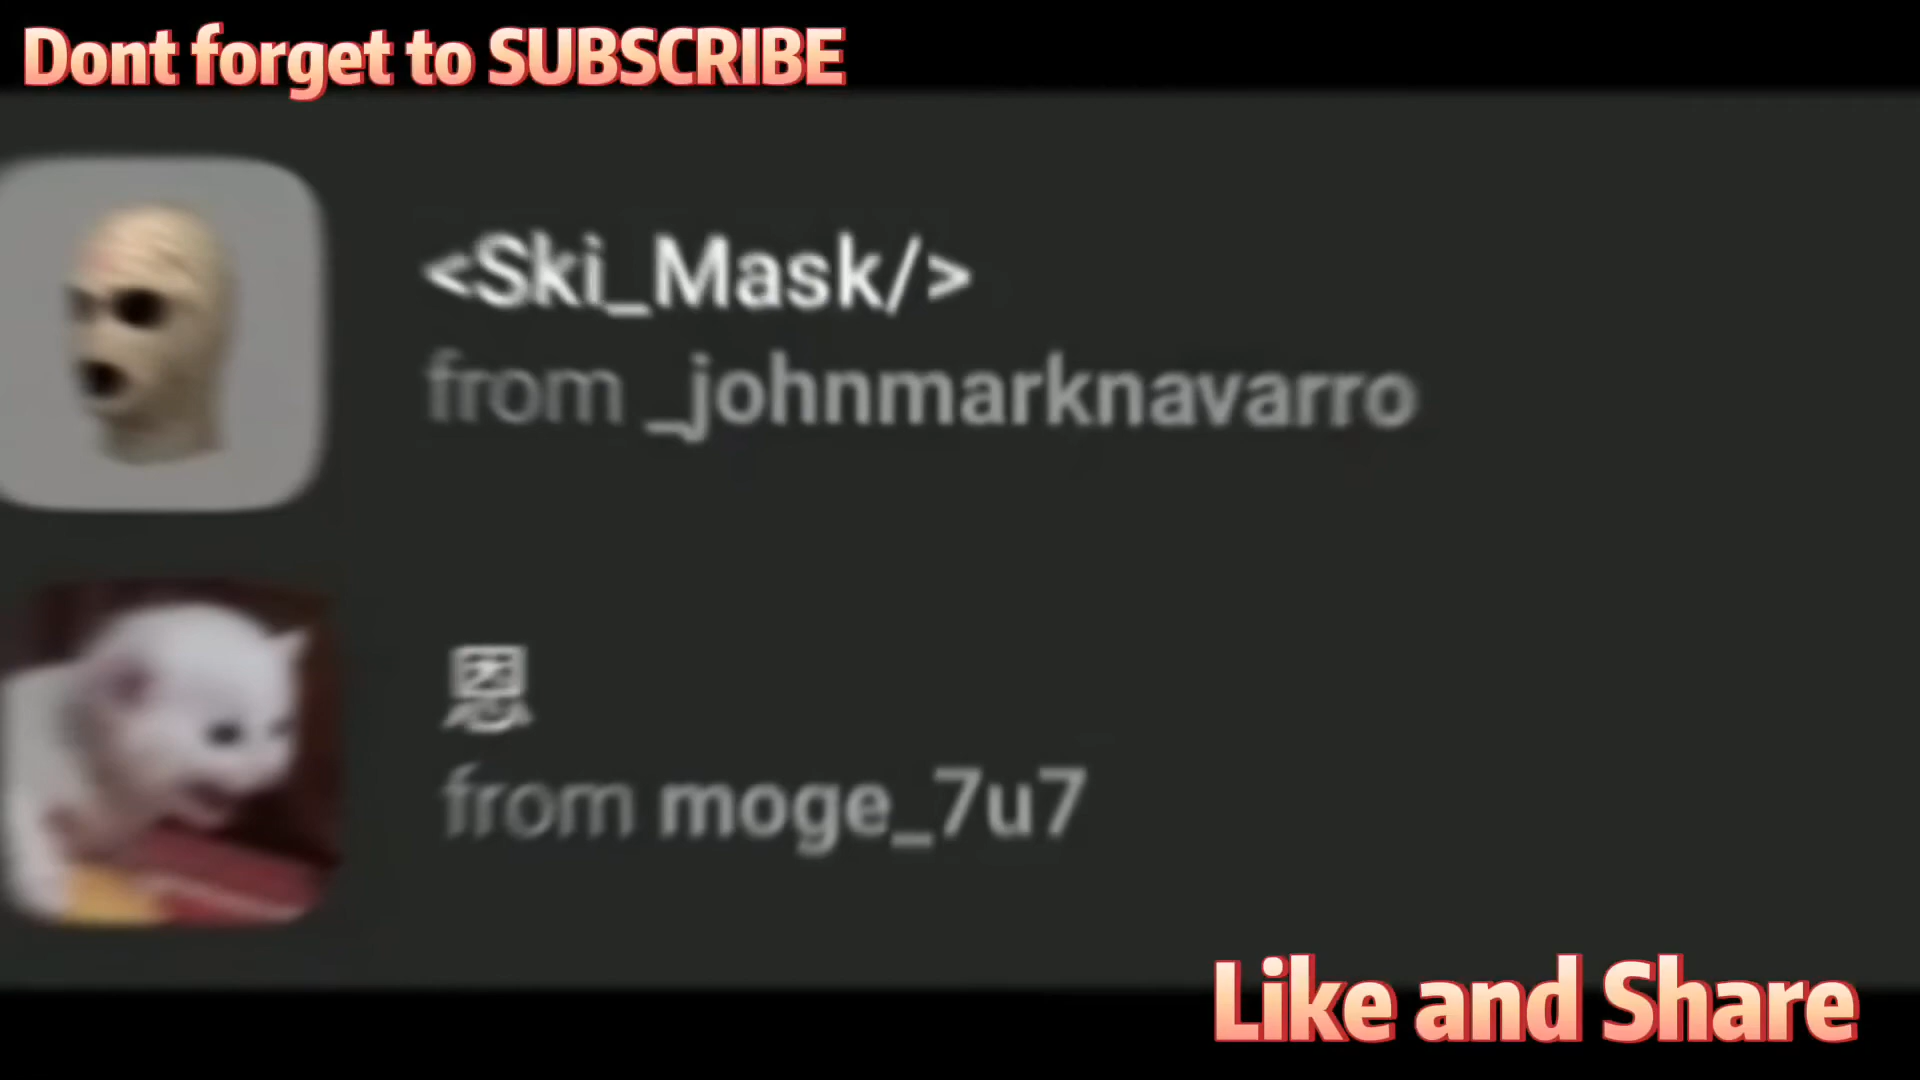 Dont forget to SUBSCRIBE
<Ski_Mask/>
from _johnmarknavarro
恩
from moge_7u7
Like and Share